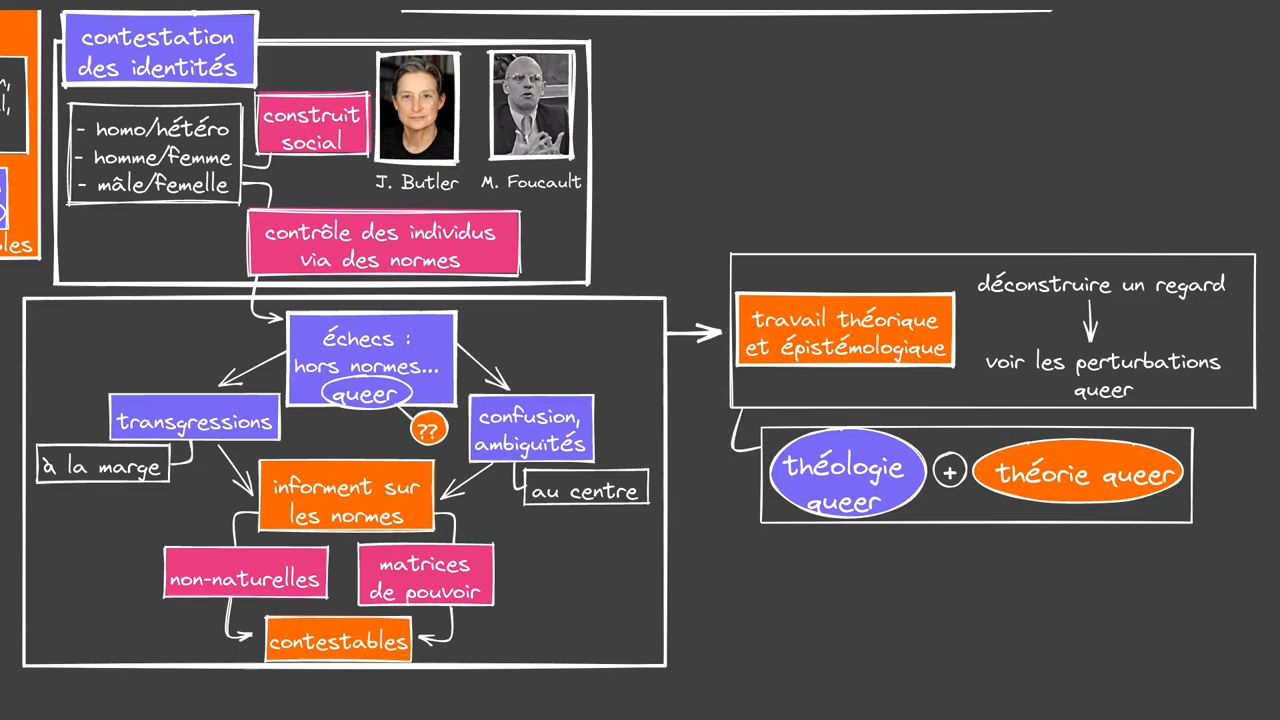 contestation
des identités
- homo/hétéro
- homme/femme
- mâle/femelle
construit
social
J. Butler
M. Foucault
contrôle des individus
via des normes
échecs :
hors normes...
queer
??
transgressions
à la marge
confusion,
ambiguités
au centre
informent sur
les normes
non-naturelles
matrices
de pouvoir
contestables
travail théorique
et épistémologique
déconstruire un regard
voir les perturbations
queer
théologie
queer
+
théorie queer